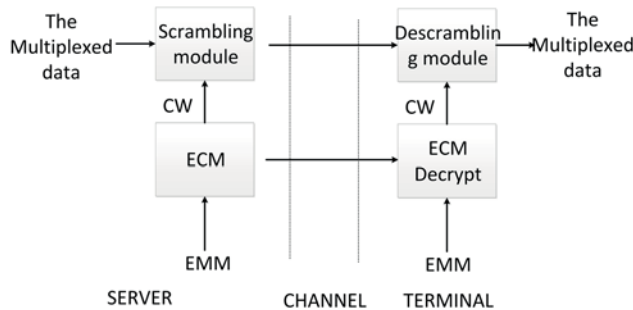 The
Multiplexed
data
Scrambling
module
Descramblin
g module
The
Multiplexed
data
CW
CW
ECM
ECM
Decrypt
EMM
EMM
SERVER
CHANNEL
TERMINAL